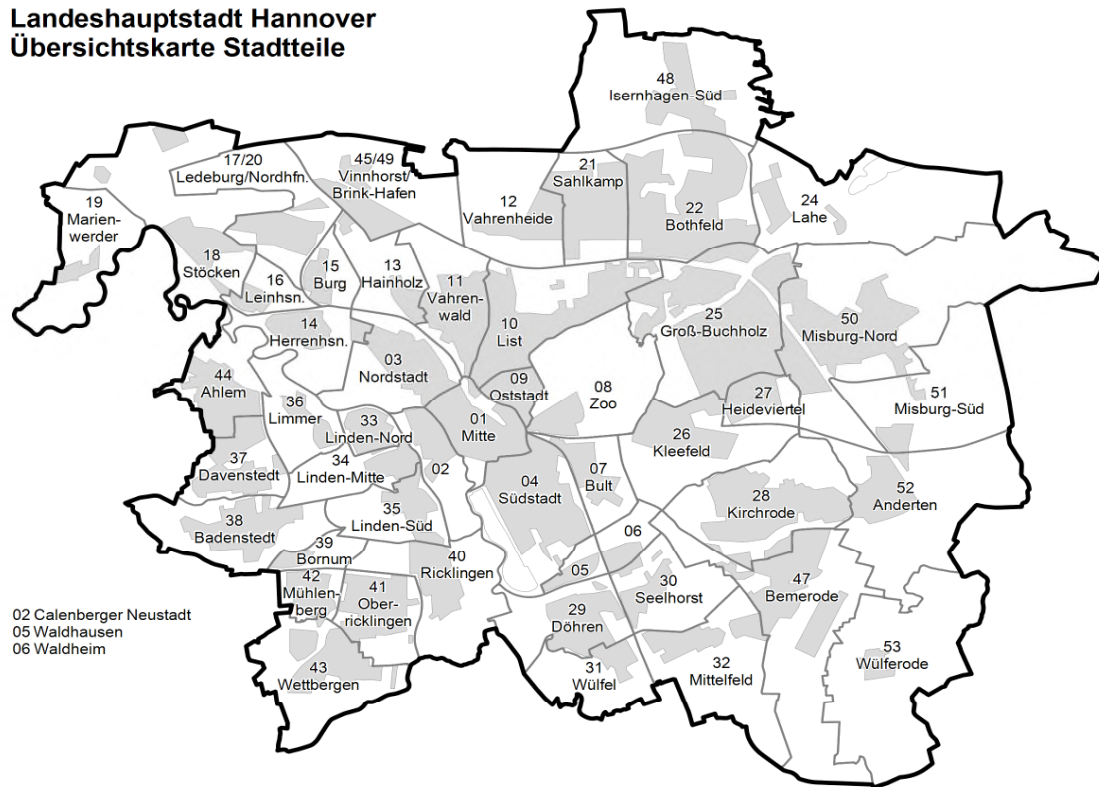 Landeshauptstadt Hannover
Übersichtskarte Stadtteile
48
Isernhagen-Süd
17/20
Ledeburg/Nordhfn.
45/49
Vinnhorst/
Brink-Hafen
21
Sahlkamp
12
Vahrenheide
22
Bothfeld
24
Lahe
19
Marien-
werder
18
Stöcken
16
Leinhsn.
15
Burg
13
Hainholz
11
Vahren-
wald
10
List
25
Groß-Buchholz
50
Misburg-Nord
14
Herrenhsn.
03
Nordstadt
09
Oststadt
08
Zoo
27
Heideviertel
51
Misburg-Süd
44
Ahlem
36
Limmer
33
Linden-Nord
01
Mitte
26
Kleefeld
37
Davenstedt
34
Linden-Mitte
02
04
Südstadt
07
Bult
28
Kirchrode
52
Anderten
38
Badenstedt
35
Linden-Süd
06
39
Bornum
40
Ricklingen
05
30
Seelhorst
47
Bemerode
42
Mühlen-
berg
41
Ober-
ricklingen
29
Döhren
43
Wettbergen
31
Wülfel
32
Mittelfeld
53
Wülferode
02 Calenberger Neustadt
05 Waldhausen
06 Waldheim